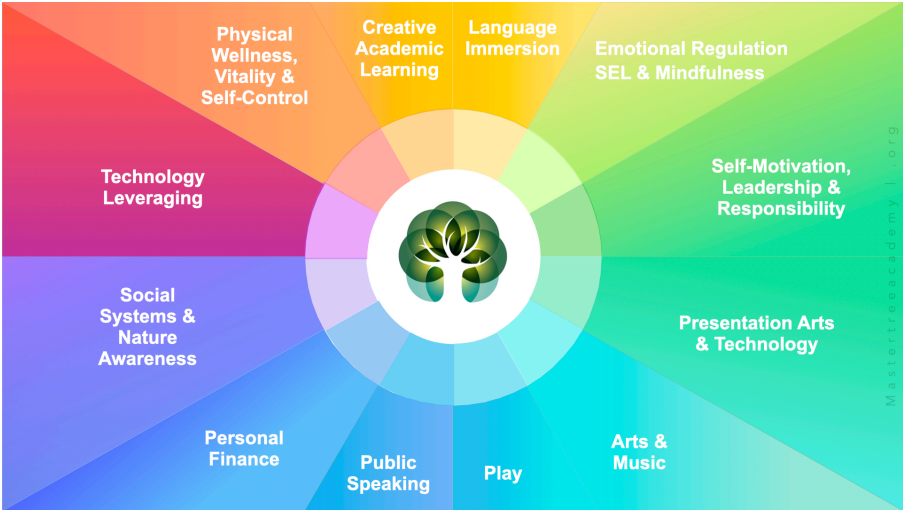 Physical
Wellness,
Vitality &
Self-Control
Creative
Academic
Learning
Language
Immersion
Emotional Regulation
SEL & Mindfulness
Self-Motivation,
Leadership &
Responsibility
Presentation Arts
& Technology
Arts &
Music
Play
Public
Speaking
Personal
Finance
Social
Systems &
Nature
Awareness
Technology
Leveraging
Mastertreeacademy|.org